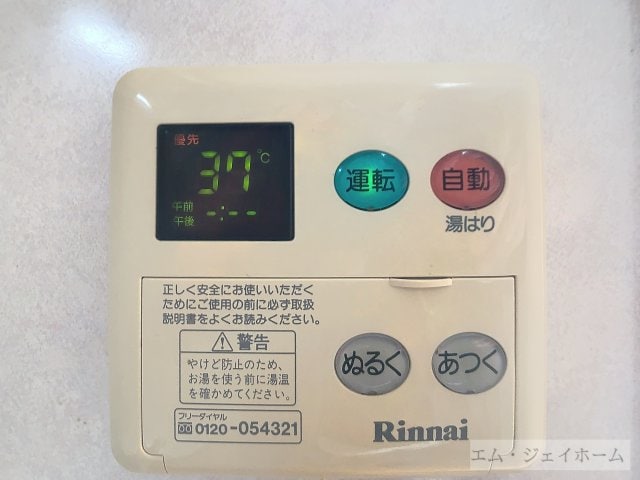 優先
37℃
午前
午後 -:--
運転
自動
湯はり
正しく安全にお使いいただく
ためにご使用の前に必ず取扱
説明書をよくお読みください。
警告
やけど防止のため、
お湯を使う前に湯温
を確かめてください。
フリーダイヤル
0120-054321
ぬるく
あつく
Rinnai
エム・ジェイホーム